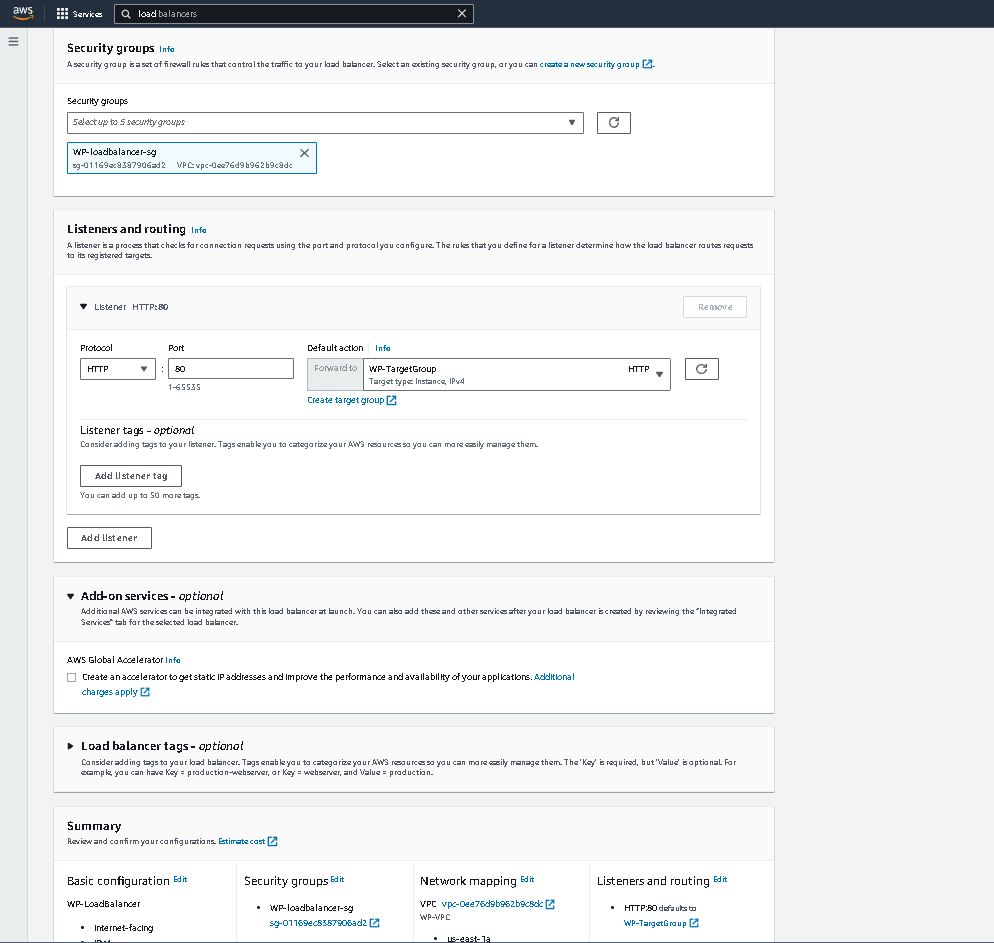 aws
Services
load balancers
Security groups Info
A security group is a set of firewall rules that control the traffic to your load balancer. Select an existing security group, or you can create a new security group.
Security groups
Select up to 5 security groups
WP-loadbalancer-sg
sg-01169ec8387906ad2 VPC: vpc-0ee76d9b962b9c8dc
Listeners and routing Info
A listener is a process that checks for connection requests using the port and protocol you configure. The rules that you define for a listener determine how the load balancer routes requests
to its registered targets.
Listener HTTP:80
Remove
Protocol Port Default action Info
HTTP : 80 Forward to WP-TargetGroup HTTP
Target type: Instance, IPv4
1-65535
Create target group
Listener tags - optional
Consider adding tags to your listener. Tags enable you to categorize your AWS resources so you can more easily manage them.
Add listener tag
You can add up to 50 more tags.
Add listener
Add-on services - optional
Additional AWS services can be integrated with this load balancer at launch. You can also add these and other services after your load balancer is created by reviewing the "Integrated
Services" tab for the selected load balancer.
AWS Global Accelerator Info
Create an accelerator to get static IP addresses and improve the performance and availability of your applications. Additional
charges apply
Load balancer tags - optional
Consider adding tags to your load balancer. Tags enable you to categorize your AWS resources so you can more easily manage them. The 'Key' is required, but 'Value' is optional. For
example, you can have Key = production-webserver, or Key = webserver, and Value = production.
Summary
Review and confirm your configurations. Estimate cost
Basic configuration Edit
WP-LoadBalancer
• Internet-facing
Security groups Edit
• WP-loadbalancer-sg
sg-01169ec8387906ad2
Network mapping Edit
VPC vpc-0ee76d9b962b9c8dc
WP-VPC
• us-east-1a
Listeners and routing Edit
• HTTP:80 defaults to
WP-TargetGroup